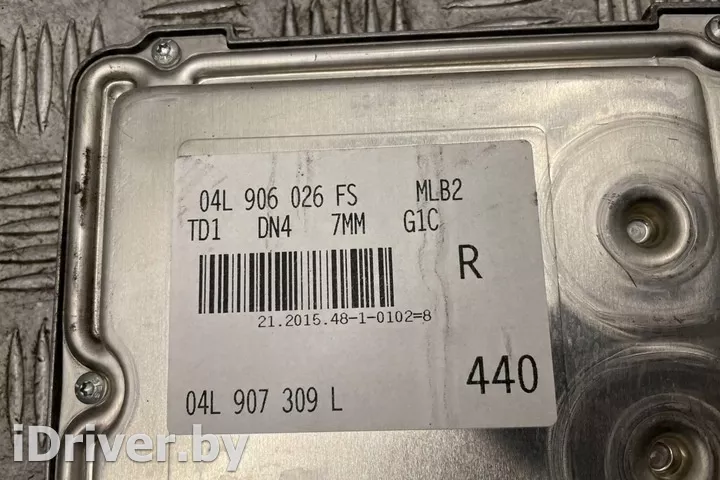 04L 906 026 FS MLB2
TD1 DN4 7MM G1C
R
21.2015.48-1-0102=8
440
04L 907 309 L
iDriver.by